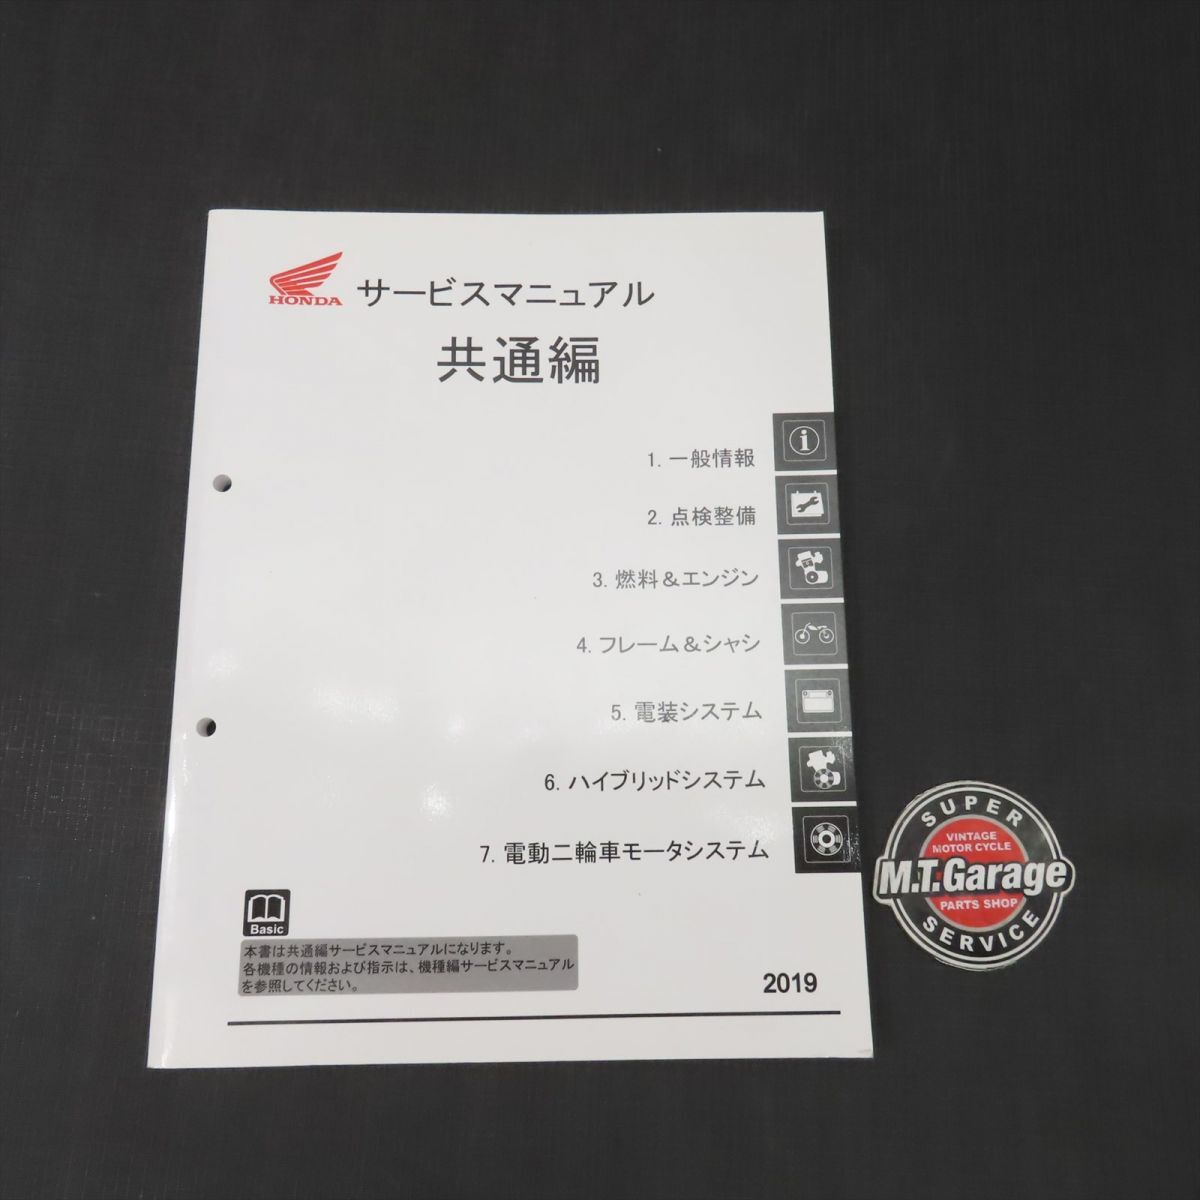 HONDA サービスマニュアル
共通編
1. 一般情報
2. 点検整備
3. 燃料＆エンジン
4. フレーム＆シャシ
5. 電装システム
6. ハイブリッドシステム
7. 電動二輪車モータシステム
Basic
本書は共通編サービスマニュアルになります。
各機種の情報および指示は、機種編サービスマニュアル
を参照してください。
2019
SUPER
VINTAGE
MOTOR CYCLE
M.T.Garage
PARTS SHOP
SERVICE